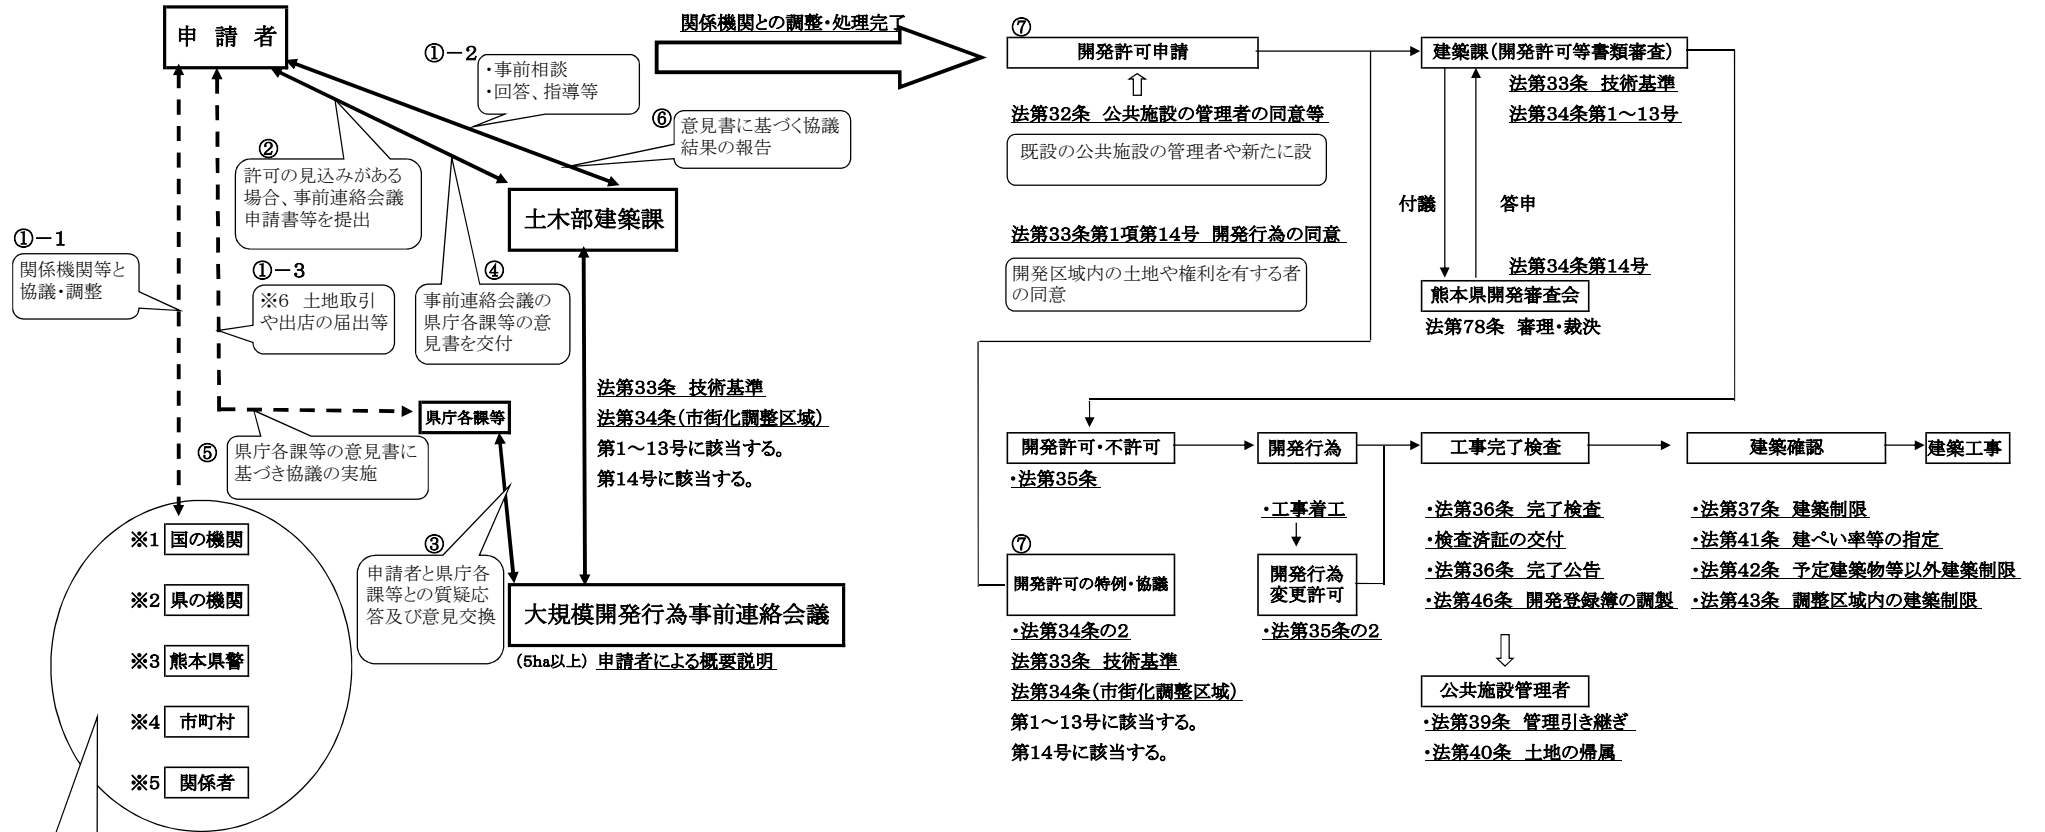 申 請 者
①－2
・事前相談
・回答、指導等
⑥
意見書に基づく協議
結果の報告
②
許可の見込みがある
場合、事前連絡会議
申請書等を提出
土木部建築課
①－1
関係機関等と
協議・調整
①－3
※6　土地取引
や出店の届出等
④
事前連絡会議の
県庁各課等の意
見書を交付
法第33条　技術基準
法第34条（市街化調整区域）
第1～13号に該当する。
第14号に該当する。
県庁各課等
⑤
県庁各課等の意見書に
基づき協議の実施
③
申請者と県庁各
課等との質疑応
答及び意見交換
大規模開発行為事前連絡会議
（5ha以上）　申請者による概要説明
※1　国の機関
※2　県の機関
※3　熊本県警
※4　市町村
※5　関係者
関係機関との調整・処理完了
⑦
開発許可申請
法第32条　公共施設の管理者の同意等
既設の公共施設の管理者や新たに設
法第33条第1項第14号　開発行為の同意
開発区域内の土地や権利を有する者
の同意
建築課（開発許可等書類審査）
法第33条　技術基準
法第34条第1～13号
付議
答申
法第34条第14号
熊本県開発審査会
法第78条　審理・裁決
開発許可・不許可
・法第35条
開発行為
・工事着工
開発行為
変更許可
・法第35条の2
⑦
開発許可の特例・協議
・法第34条の2
法第33条　技術基準
法第34条（市街化調整区域）
第1～13号に該当する。
第14号に該当する。
工事完了検査
・法第36条　完了検査
・検査済証の交付
・法第36条　完了公告
・法第46条　開発登録簿の調製
公共施設管理者
・法第39条　管理引き継ぎ
・法第40条　土地の帰属
建築確認
・法第37条　建築制限
・法第41条　建ぺい率等の指定
・法第42条　予定建築物等以外建築制限
・法第43条　調整区域内の建築制限
建築工事